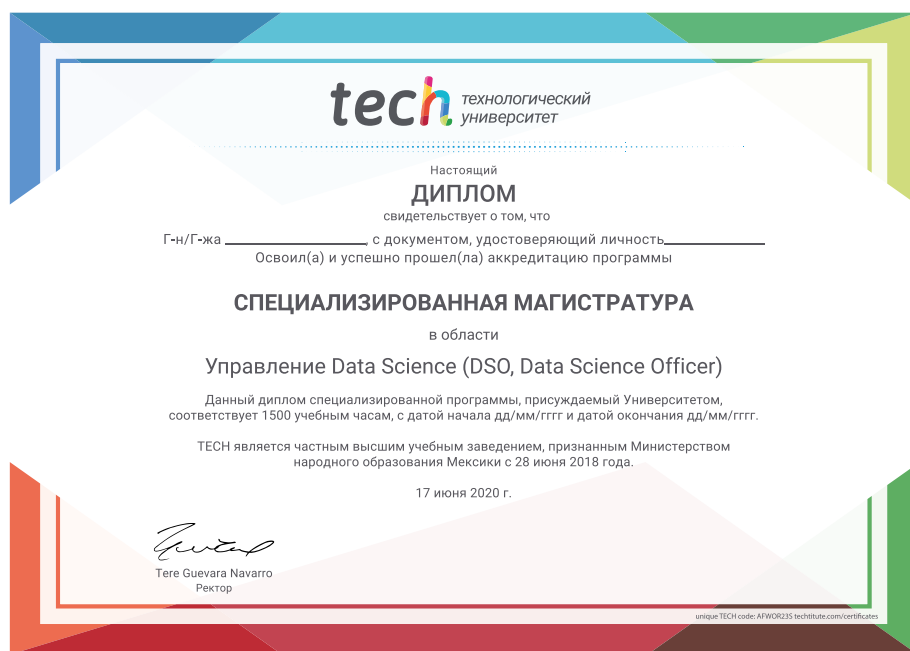 tech технологический
университет
Настоящий
ДИПЛОМ
свидетельствует о том, что
Г-н/Г-жа , с документом, удостоверяющий личность
Освоил(а) и успешно прошел(ла) аккредитацию программы
СПЕЦИАЛИЗИРОВАННАЯ МАГИСТРАТУРА
в области
Управление Data Science (DSO, Data Science Officer)
Данный диплом специализированной программы, присуждаемый Университетом,
соответствует 1500 учебным часам, с датой начала дд/мм/гггг и датой окончания дд/мм/гггг.
TECH является частным высшим учебным заведением, признанным Министерством
народного образования Мексики с 28 июня 2018 года.
17 июня 2020 г.
Tere Guevara Navarro
Ректор
unique TECH code: AFWOR23S techtitute.com/certificates